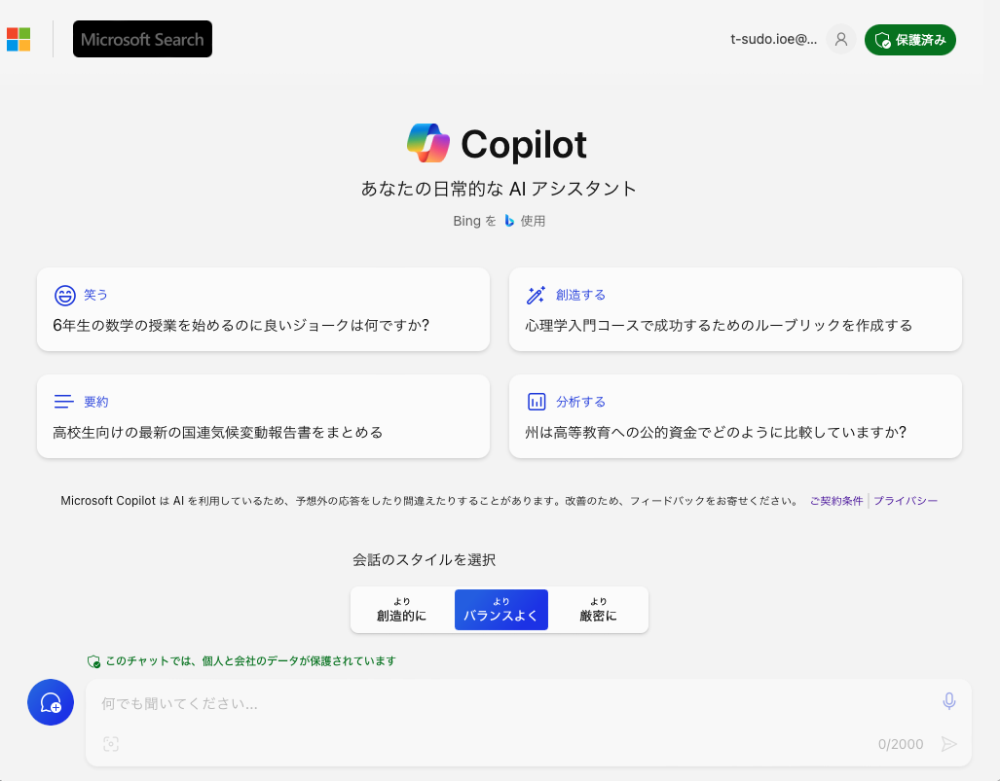 Microsoft Search
t-sudo.ioe@...
保護済み
Copilot
あなたの日常的な AI アシスタント
Bing を 使用
笑う
6年生の数学の授業を始めるのに良いジョークは何ですか?
創造する
心理学入門コースで成功するためのルーブリックを作成する
要約
高校生向けの最新の国連気候変動報告書をまとめる
分析する
州は高等教育への公的資金でどのように比較していますか?
Microsoft Copilot は AI を利用しているため、予想外の応答をしたり間違えたりすることがあります。改善のため、フィードバックをお寄せください。 ご契約条件 プライバシー
会話のスタイルを選択
より
創造的に
より
バランスよく
より
厳密に
このチャットでは、個人と会社のデータが保護されています
何でも聞いてください...
0/2000